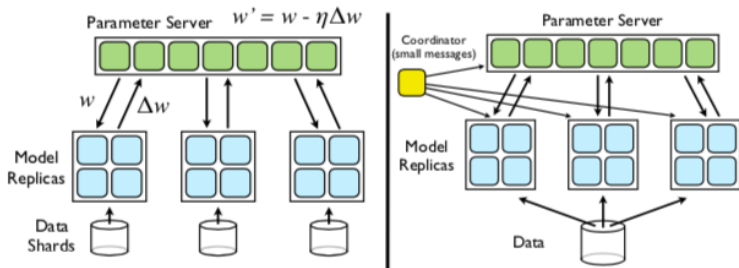 Parameter Server w’ = w - ηΔw
w Δw
Model
Replicas
Data
Shards
Parameter Server
Coordinator
(small messages)
Model
Replicas
Data